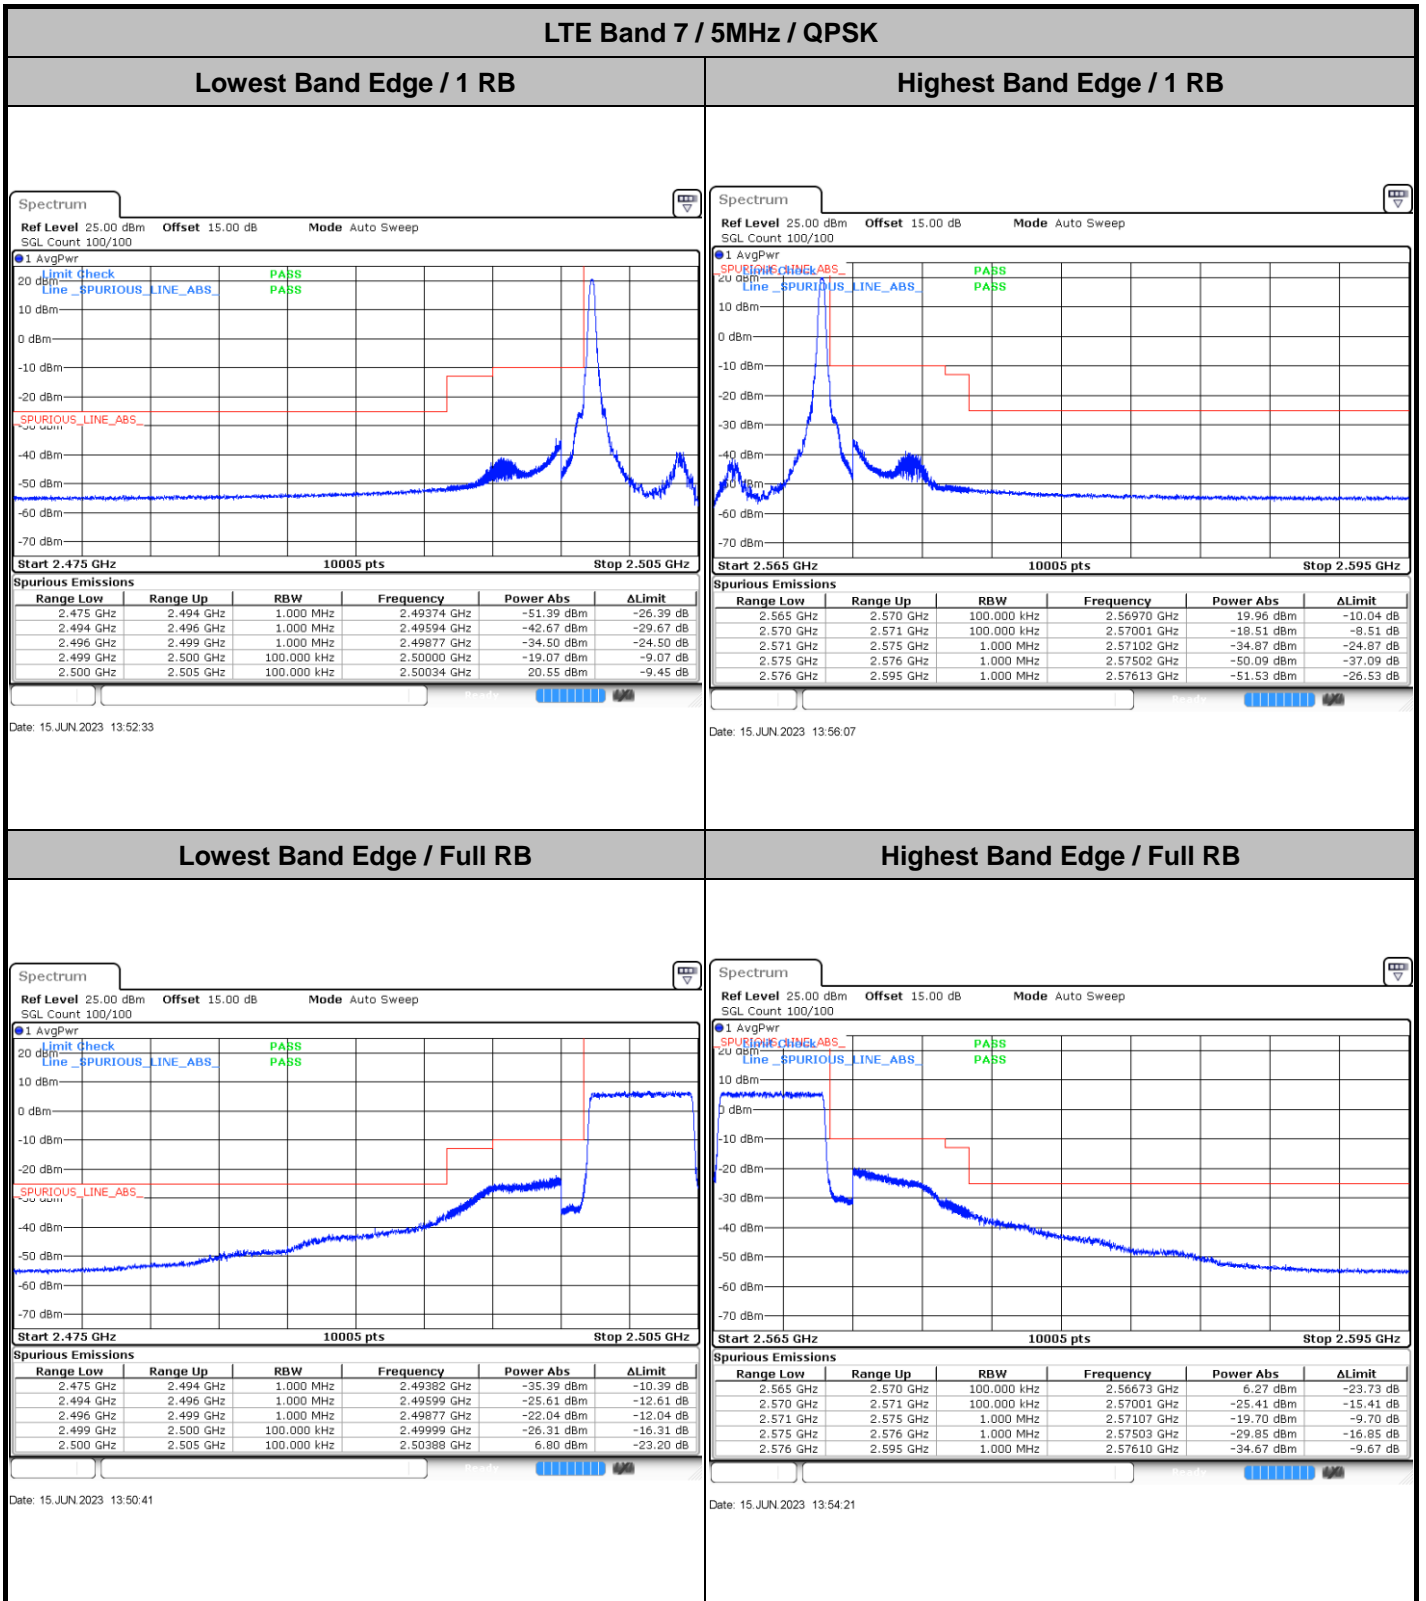 LTE Band 7 / 5MHz / QPSK
Lowest Band Edge / 1 RB
Highest Band Edge / 1 RB
Spectrum
Ref Level 25.00 dBm Offset 15.00 dB Mode Auto Sweep
SGL Count 100/100
1 AvgPwr
Limit Check PASS
20 dBm
Line _SPURIOUS_LINE_ABS_ PASS
10 dBm
0 dBm
-10 dBm
-20 dBm
_SPURIOUS_LINE_ABS_
-30 dBm
-40 dBm
-50 dBm
-60 dBm
-70 dBm
Start 2.475 GHz 10005 pts Stop 2.505 GHz
Spurious Emissions
Range Low Range Up RBW Frequency Power Abs ΔLimit
2.475 GHz 2.494 GHz 1.000 MHz 2.49374 GHz -51.39 dBm -26.39 dB
2.494 GHz 2.496 GHz 1.000 MHz 2.49594 GHz -42.67 dBm -29.67 dB
2.496 GHz 2.499 GHz 1.000 MHz 2.49877 GHz -34.50 dBm -24.50 dB
2.499 GHz 2.500 GHz 100.000 kHz 2.50000 GHz -19.07 dBm -9.07 dB
2.500 GHz 2.505 GHz 100.000 kHz 2.50034 GHz 20.55 dBm -9.45 dB
Ready
Date: 15.JUN.2023 13:52:33
Spectrum
Ref Level 25.00 dBm Offset 15.00 dB Mode Auto Sweep
SGL Count 100/100
1 AvgPwr
_SPURIOUS_LINE_ABS_
Limit Check PASS
20 dBm
Line _SPURIOUS_LINE_ABS_ PASS
10 dBm
0 dBm
-10 dBm
-20 dBm
-30 dBm
-40 dBm
-50 dBm
-60 dBm
-70 dBm
Start 2.565 GHz 10005 pts Stop 2.595 GHz
Spurious Emissions
Range Low Range Up RBW Frequency Power Abs ΔLimit
2.565 GHz 2.570 GHz 100.000 kHz 2.56970 GHz 19.96 dBm -10.04 dB
2.570 GHz 2.571 GHz 100.000 kHz 2.57001 GHz -18.51 dBm -8.51 dB
2.571 GHz 2.575 GHz 1.000 MHz 2.57102 GHz -34.87 dBm -24.87 dB
2.575 GHz 2.576 GHz 1.000 MHz 2.57502 GHz -50.09 dBm -37.09 dB
2.576 GHz 2.595 GHz 1.000 MHz 2.57613 GHz -51.53 dBm -26.53 dB
Ready
Date: 15.JUN.2023 13:56:07
Lowest Band Edge / Full RB
Highest Band Edge / Full RB
Spectrum
Ref Level 25.00 dBm Offset 15.00 dB Mode Auto Sweep
SGL Count 100/100
1 AvgPwr
Limit Check PASS
20 dBm
Line _SPURIOUS_LINE_ABS_ PASS
10 dBm
0 dBm
-10 dBm
-20 dBm
_SPURIOUS_LINE_ABS_
-30 dBm
-40 dBm
-50 dBm
-60 dBm
-70 dBm
Start 2.475 GHz 10005 pts Stop 2.505 GHz
Spurious Emissions
Range Low Range Up RBW Frequency Power Abs ΔLimit
2.475 GHz 2.494 GHz 1.000 MHz 2.49382 GHz -35.39 dBm -10.39 dB
2.494 GHz 2.496 GHz 1.000 MHz 2.49599 GHz -25.61 dBm -12.61 dB
2.496 GHz 2.499 GHz 1.000 MHz 2.49877 GHz -22.04 dBm -12.04 dB
2.499 GHz 2.500 GHz 100.000 kHz 2.49999 GHz -26.31 dBm -16.31 dB
2.500 GHz 2.505 GHz 100.000 kHz 2.50388 GHz 6.80 dBm -23.20 dB
Ready
Date: 15.JUN.2023 13:50:41
Spectrum
Ref Level 25.00 dBm Offset 15.00 dB Mode Auto Sweep
SGL Count 100/100
1 AvgPwr
_SPURIOUS_LINE_ABS_
Limit Check PASS
20 dBm
Line _SPURIOUS_LINE_ABS_ PASS
10 dBm
0 dBm
-10 dBm
-20 dBm
-30 dBm
-40 dBm
-50 dBm
-60 dBm
-70 dBm
Start 2.565 GHz 10005 pts Stop 2.595 GHz
Spurious Emissions
Range Low Range Up RBW Frequency Power Abs ΔLimit
2.565 GHz 2.570 GHz 100.000 kHz 2.56673 GHz 6.27 dBm -23.73 dB
2.570 GHz 2.571 GHz 100.000 kHz 2.57001 GHz -25.41 dBm -15.41 dB
2.571 GHz 2.575 GHz 1.000 MHz 2.57107 GHz -19.70 dBm -9.70 dB
2.575 GHz 2.576 GHz 1.000 MHz 2.57503 GHz -29.85 dBm -16.85 dB
2.576 GHz 2.595 GHz 1.000 MHz 2.57610 GHz -34.67 dBm -9.67 dB
Ready
Date: 15.JUN.2023 13:54:21